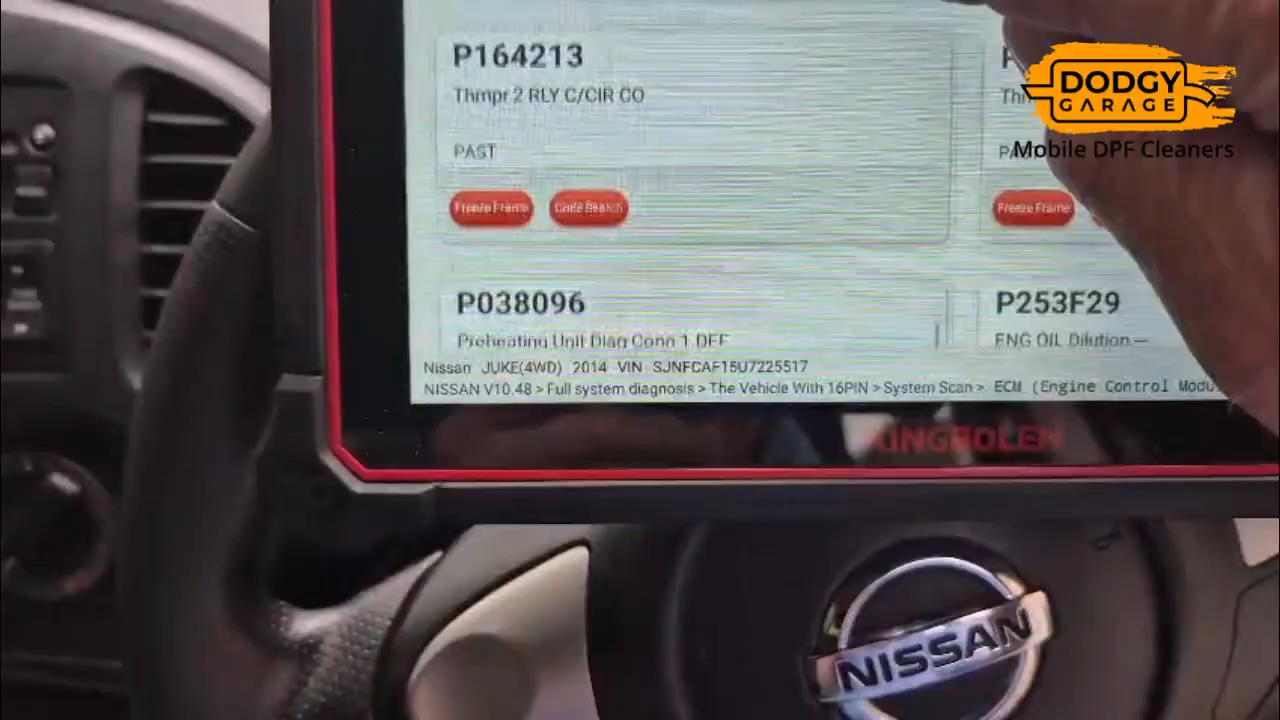 P164213
Thmpr 2 RLY C/CIR CO
PAST
Freeze Frame
Code Search
Freeze Frame
P038096
Preheating Unit Diag Conn 1 DEF
P253F29
ENG OIL Dilution —
Nissan JUKE(4WD) 2014 VIN SJNFCAF15U7225517
NISSAN V10.48 > Full system diagnosis > The Vehicle With 16PIN > System Scan > ECM (Engine Control Modu
KINGBOLEN
NISSAN
DODGY
GARAGE
Mobile DPF Cleaners